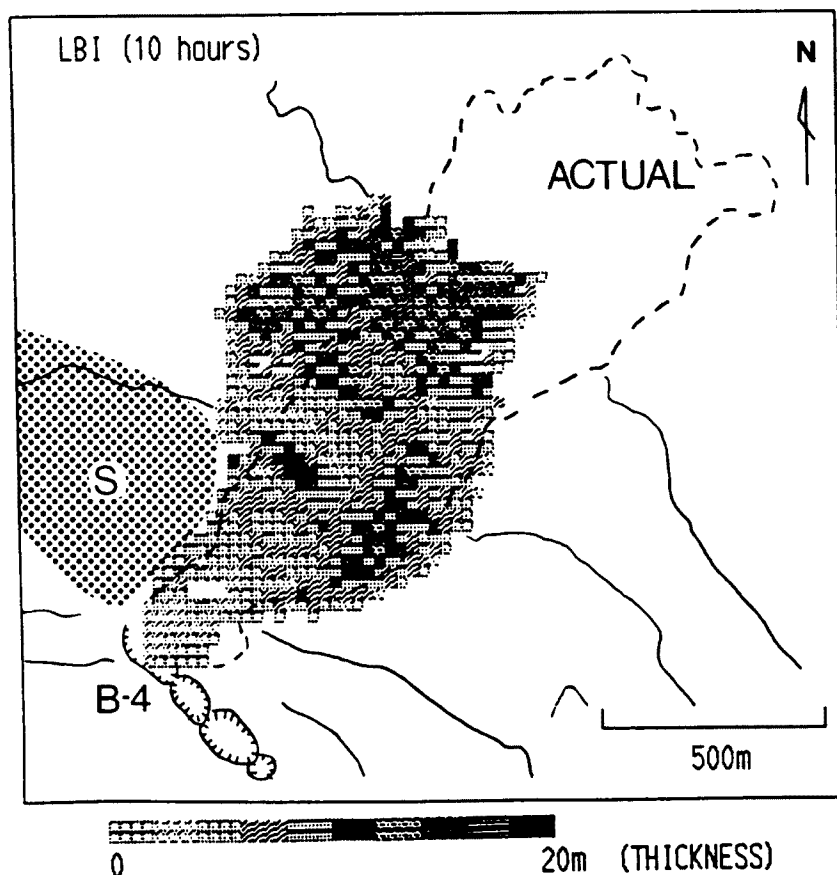 LBI (10 hours)
N
ACTUAL
S
B-4
500m
0 20m (THICKNESS)